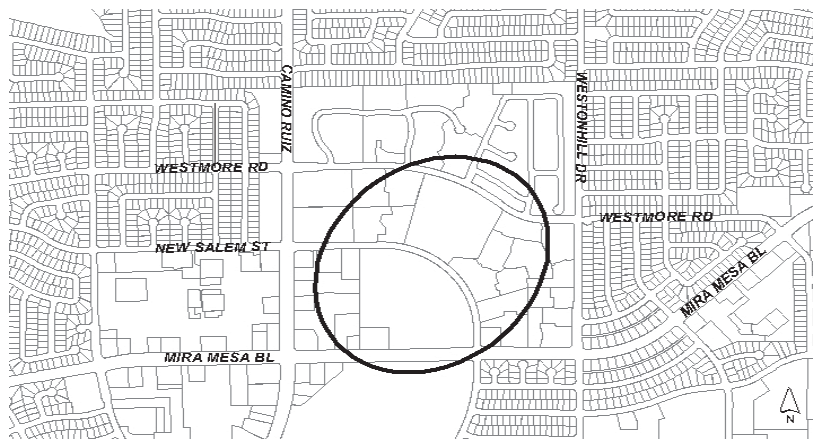 CAMINO RUIZ
WESTONHILL DR
WESTMORE RD
WESTMORE RD
NEW SALEM ST
MIRA MESA BL
MIRA MESA BL
N